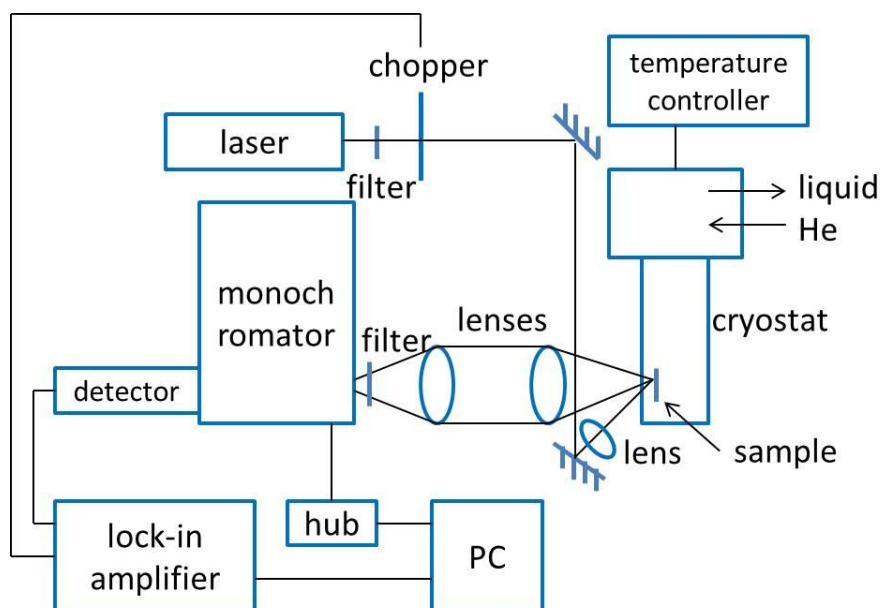 chopper
temperature
controller
laser
filter
liquid
He
monoch
romator
filter
lenses
cryostat
detector
lens
sample
hub
lock-in
amplifier
PC